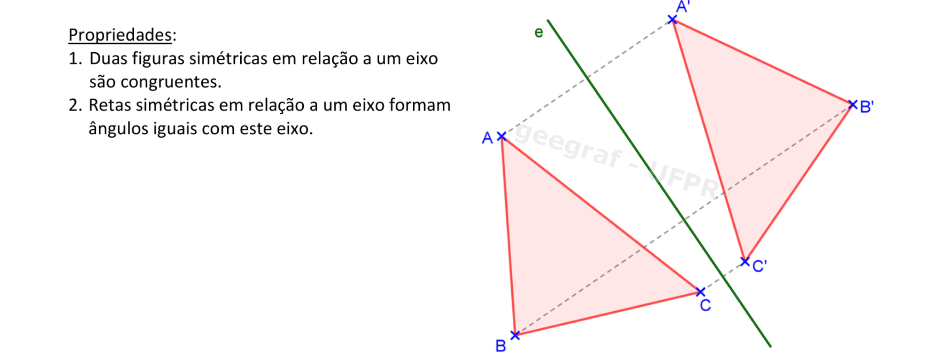 Propriedades:
1. Duas figuras simétricas em relação a um eixo
são congruentes.
2. Retas simétricas em relação a um eixo formam
ângulos iguais com este eixo.
A'
e
B'
A
geegraf - UFPR
C'
C
B